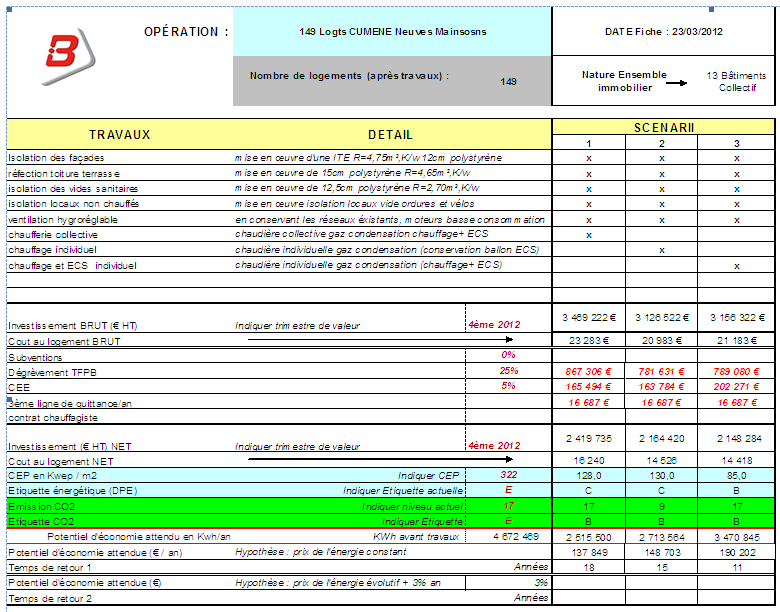 OPÉRATION : 149 Logts CUMENE Neuves Mainsosns DATE Fiche : 23/03/2012
Nombre de logements (après travaux) : 149 Nature Ensemble immobilier 13 Bâtiments Collectif
TRAVAUX DETAIL SCENARII
1 2 3
Isolation des façades mise en œuvre d'une ITE R=4,75m²,K/w 12cm polystyrène x x x
réfection toiture terrasse mise en œuvre de 15cm polystyrène R=4,65m²,K/w x x x
isolation des vides sanitaires mise en œuvre de 12,5cm polystyrène R=2,70m²,K/w x x x
isolation locaux non chauffés mise en œuvre isolation locaux vide ordures et vélos x x x
ventilation hygroréglable en conservant les réseaux éxistants, moteurs basse consommation x x x
chaufferie collective chaudière collective gaz condensation chauffage+ ECS x
chauffage individuel chaudière individuelle gaz condensation (conservation ballon ECS) x
chauffage et ECS individuel chaudière individuelle gaz condensation (chauffage+ ECS) x
Investissement BRUT (€ HT) Indiquer trimestre de valeur 4ème 2012 3 469 222 € 3 126 522 € 3 156 322 €
Cout au logement BRUT 23 283 € 20 983 € 21 183 €
Subventions 0%
Dégrèvement TFPB 25% 867 306 € 781 631 € 789 080 €
CEE 5% 165 494 € 163 784 € 202 271 €
3ème ligne de quittance/an 16 687 € 16 687 € 16 687 €
contrat chauffagiste
Investissement (€ HT) NET Indiquer trimestre de valeur 4ème 2012 2 419 735 2 164 420 2 148 284
Cout au logement NET 16 240 14 526 14 418
CEP en Kwep / m2 Indiquer CEP 322 128,0 130,0 85,0
Etiquette énergétique (DPE) Indiquer Etiquette actuelle E C C B
Emission CO2 Indiquer niveau actuel 17 17 9 17
Etiquette CO2 Indiquer Etiquette E B B B
Potentiel d'économie attendu en Kwh/an KWh avant travaux 4 672 469 2 515 500 2 713 564 3 470 845
Potentiel d'économie attendue (€ / an) Hypothèse : prix de l'énergie constant 137 849 148 703 190 202
Temps de retour 1 Années 18 15 11
Potentiel d'économie attendue (€) Hypothèse : prix de l'énergie évolutif + 3% an 3%
Temps de retour 2 Années